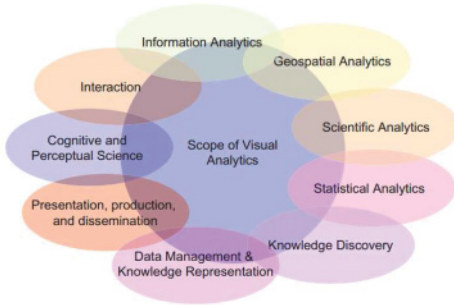 Information Analytics
Geospatial Analytics
Interaction
Scientific Analytics
Cognitive and
Perceptual Science
Scope of Visual
Analytics
Statistical Analytics
Presentation, production,
and dissemination
Knowledge Discovery
Data Management &
Knowledge Representation